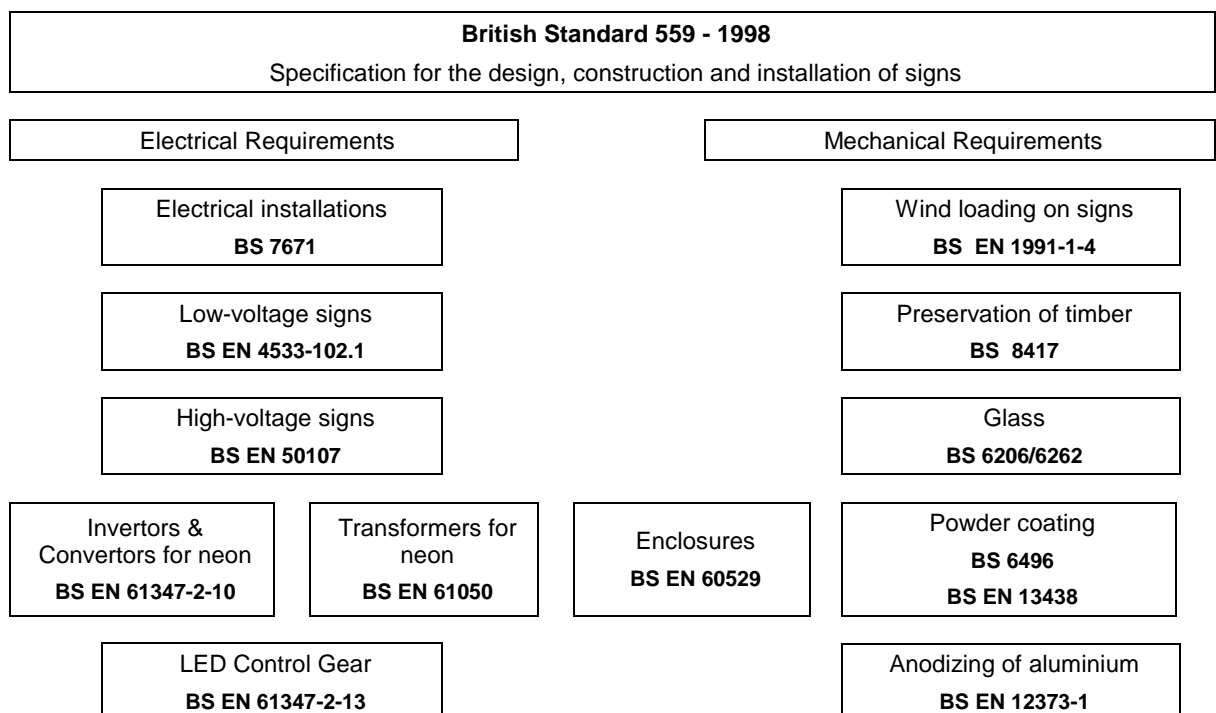 British Standard 559 - 1998
Specification for the design, construction and installation of signs
Electrical Requirements
Mechanical Requirements
Electrical installations
BS 7671
Wind loading on signs
BS EN 1991-1-4
Low-voltage signs
BS EN 4533-102.1
Preservation of timber
BS 8417
High-voltage signs
BS EN 50107
Glass
BS 6206/6262
Invertors &
Convertors for neon
BS EN 61347-2-10
Transformers for
neon
BS EN 61050
Enclosures
BS EN 60529
Powder coating
BS 6496
BS EN 13438
LED Control Gear
BS EN 61347-2-13
Anodizing of aluminium
BS EN 12373-1